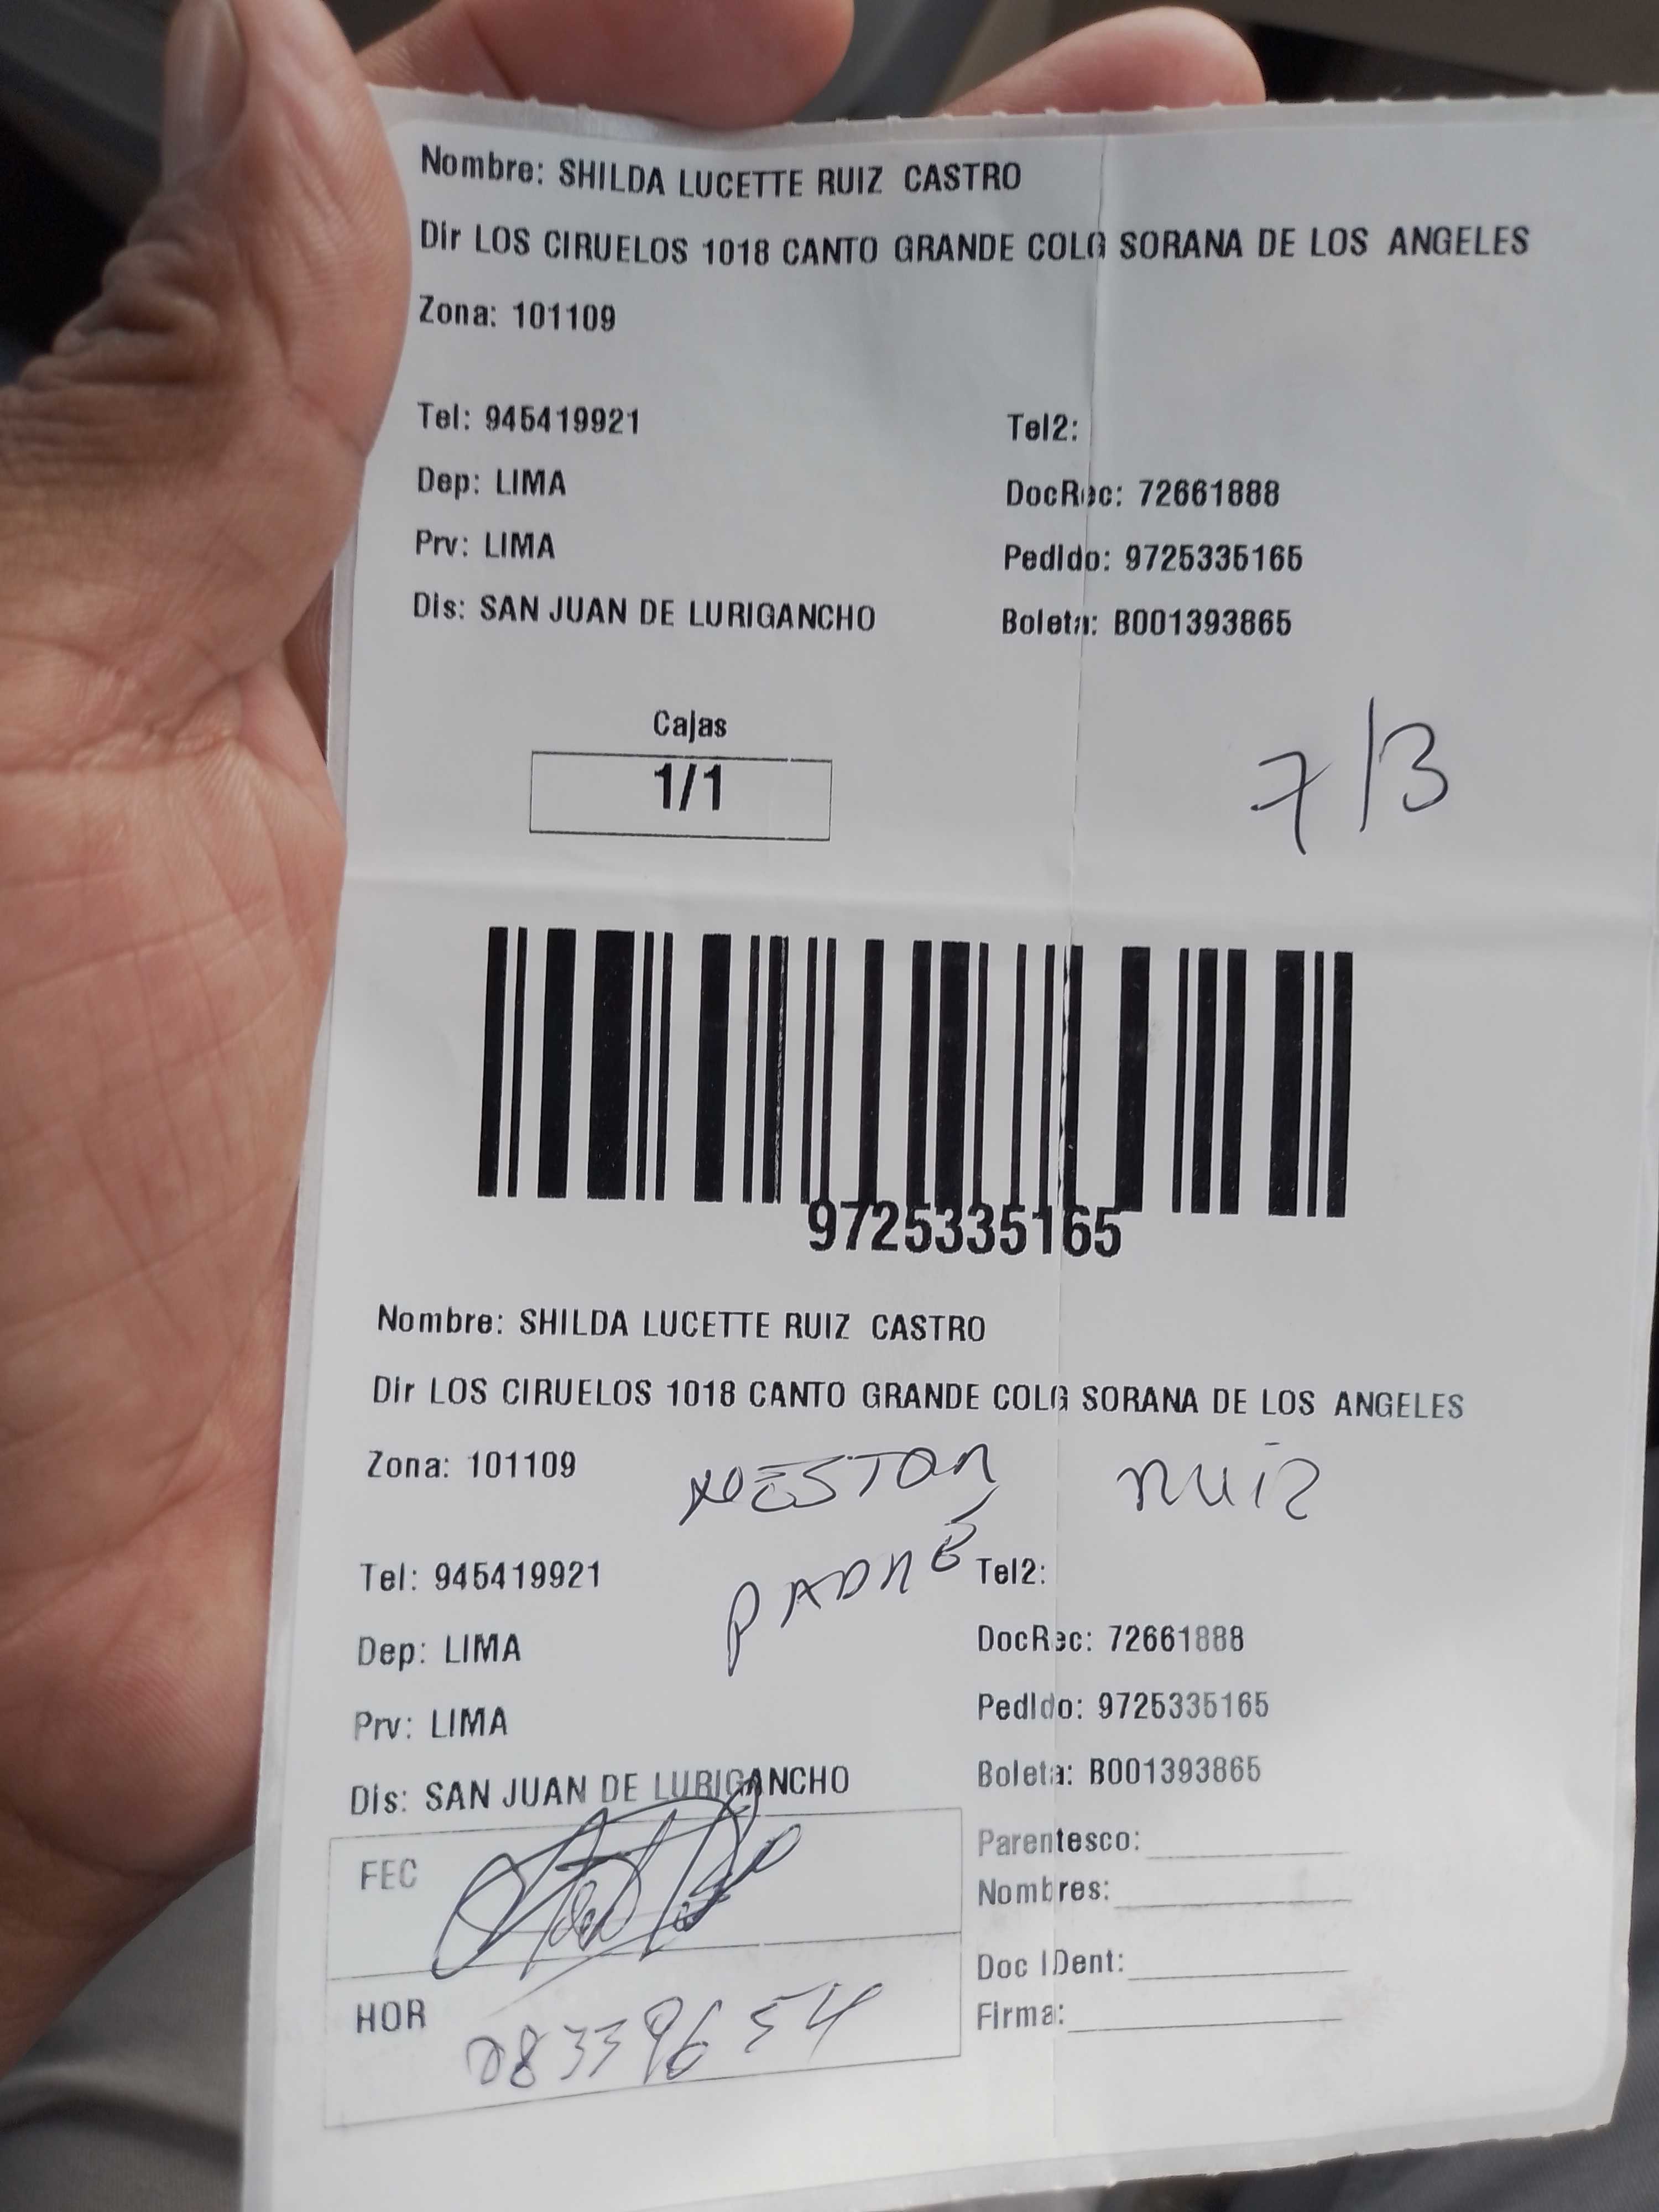 Nombre: SHILDA LUCETTE RUIZ CASTRO
Dir LOS CIRUELOS 1018 CANTO GRANDE COLG SORANA DE LOS ANGELES
Zona: 101109
Tel: 945419921 Tel2:
Dep: LIMA DocRec: 72661888
Prv: LIMA Pedido: 9725335165
Dis: SAN JUAN DE LURIGANCHO Boleta: B001393865
Cajas
1/1
7/3
9725335165
Nombre: SHILDA LUCETTE RUIZ CASTRO
Dir LOS CIRUELOS 1018 CANTO GRANDE COLG SORANA DE LOS ANGELES
Zona: 101109 NESTOR RUIZ
PADRE
Tel: 945419921 Tel2:
Dep: LIMA DocRec: 72661888
Prv: LIMA Pedido: 9725335165
Dis: SAN JUAN DE LURIGANCHO Boleta: B001393865
FEC Parentesco:
Nombres:
HOR Doc IDent:
Firma: